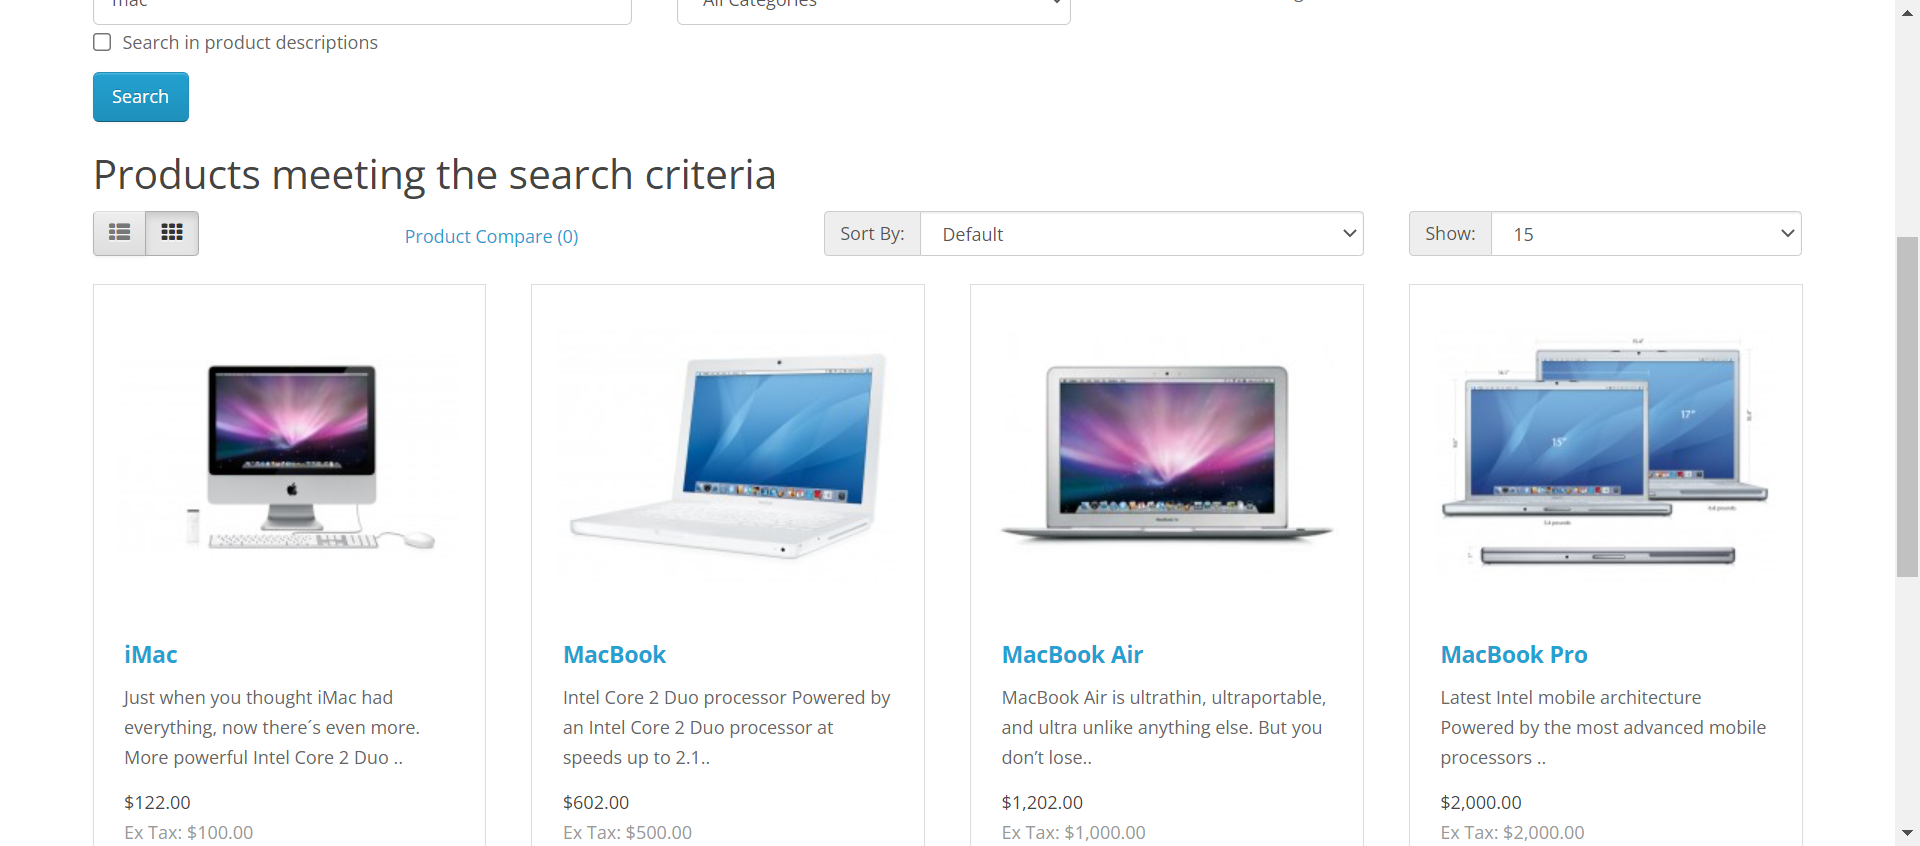 mac
All Categories
Search in product descriptions
Search
Products meeting the search criteria
Product Compare (0)
Sort By:
Default
Show:
15
17"
15"
iMac
Just when you thought iMac had
everything, now there´s even more.
More powerful Intel Core 2 Duo ..
$122.00
Ex Tax: $100.00
MacBook
Intel Core 2 Duo processor Powered by
an Intel Core 2 Duo processor at
speeds up to 2.1..
$602.00
Ex Tax: $500.00
MacBook Air
MacBook Air is ultrathin, ultraportable,
and ultra unlike anything else. But you
don’t lose..
$1,202.00
Ex Tax: $1,000.00
MacBook Pro
Latest Intel mobile architecture
Powered by the most advanced mobile
processors ..
$2,000.00
Ex Tax: $2,000.00